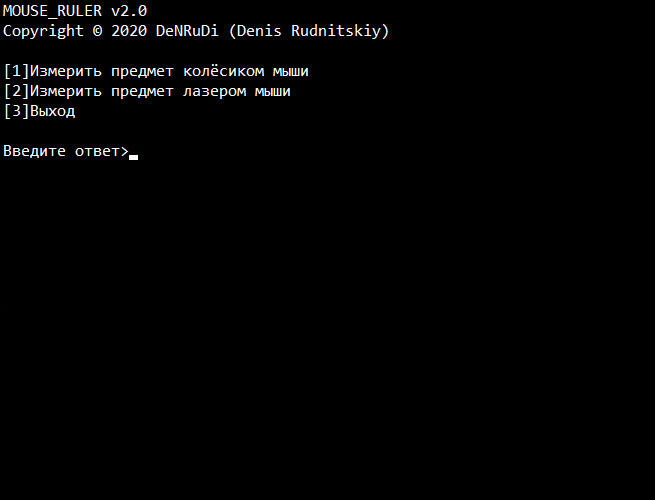 MOUSE_RULER v2.0
Copyright © 2020 DeNRuDi (Denis Rudnitskiy)
[1]Измерить предмет колёсиком мыши
[2]Измерить предмет лазером мыши
[3]Выход
Введите ответ>